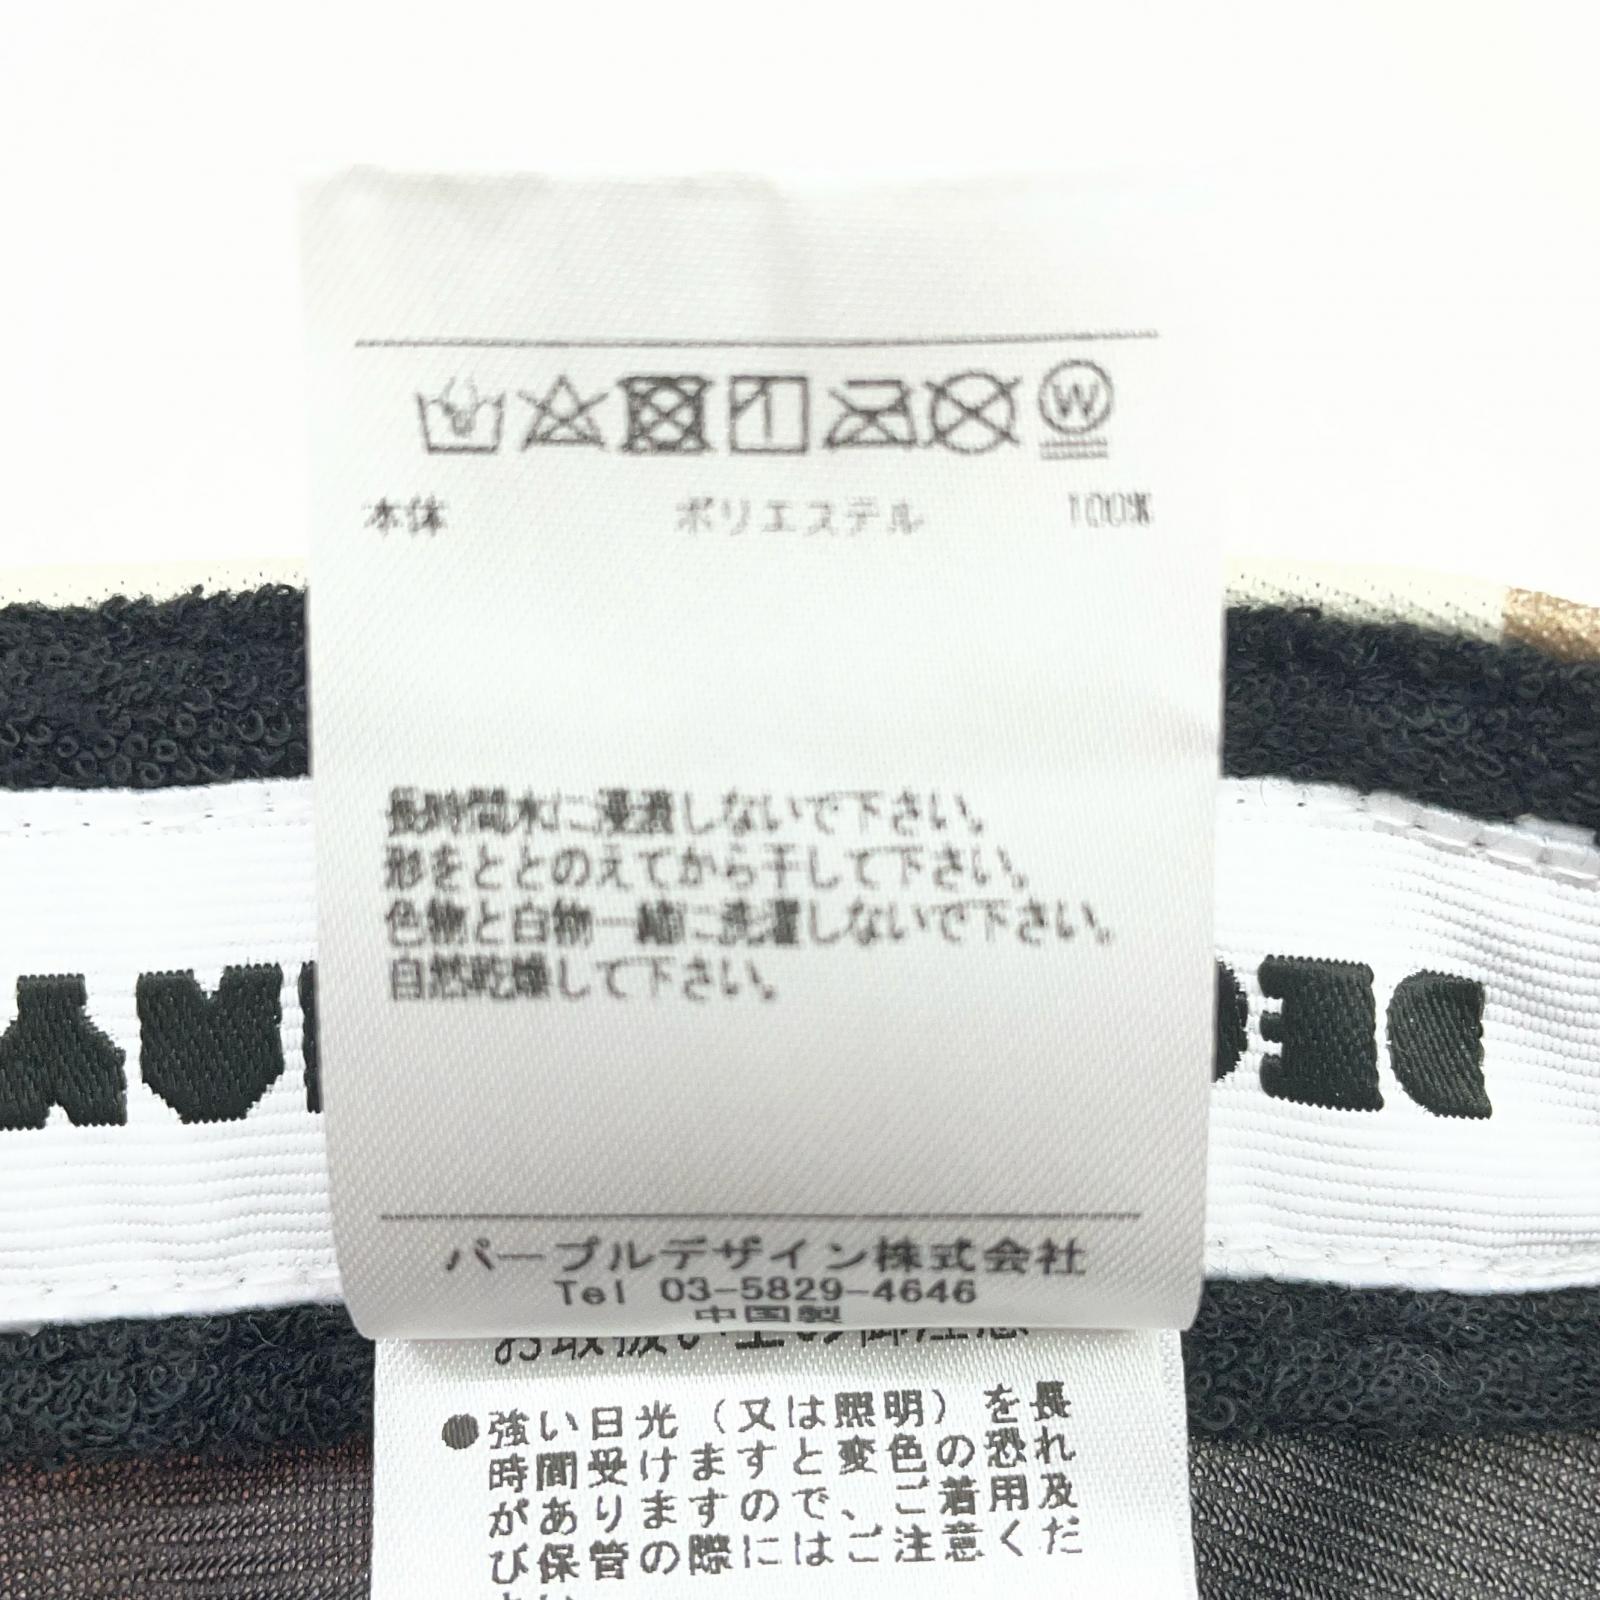 W
本体 ポリエステル 100%
長時間水に浸漬しないで下さい。
形をととのえてから干して下さい。
色物と白物一緒に洗濯しないで下さい。
自然乾燥して下さい。
パープルデザイン株式会社
Tel 03-5829-4646
中国製
●強い日光（又は照明）を長
時間受けますと変色の恐れ
がありますので、ご着用及
び保管の際にはご注意くだ